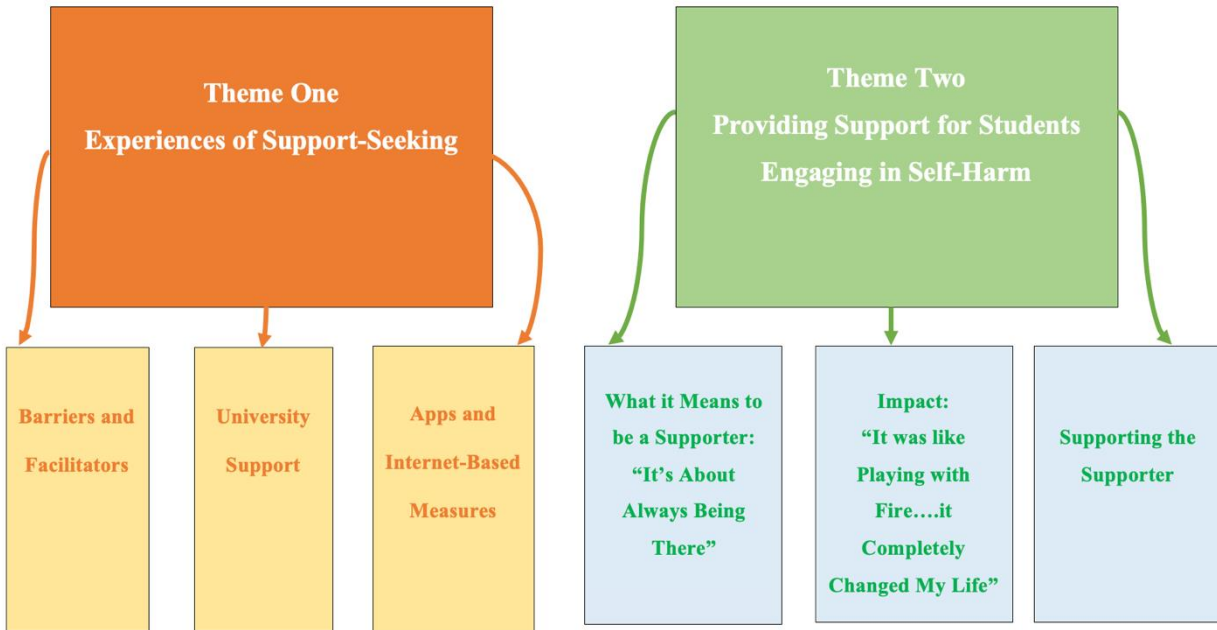 Theme One
Experiences of Support-Seeking
Theme Two
Providing Support for Students
Engaging in Self-Harm
Barriers and
Facilitators
University
Support
Apps and
Internet-Based
Measures
What it Means to
be a Supporter:
“It’s About
Always Being
There”
Impact:
“It was like
Playing with
Fire….it
Completely
Changed My Life”
Supporting the
Supporter